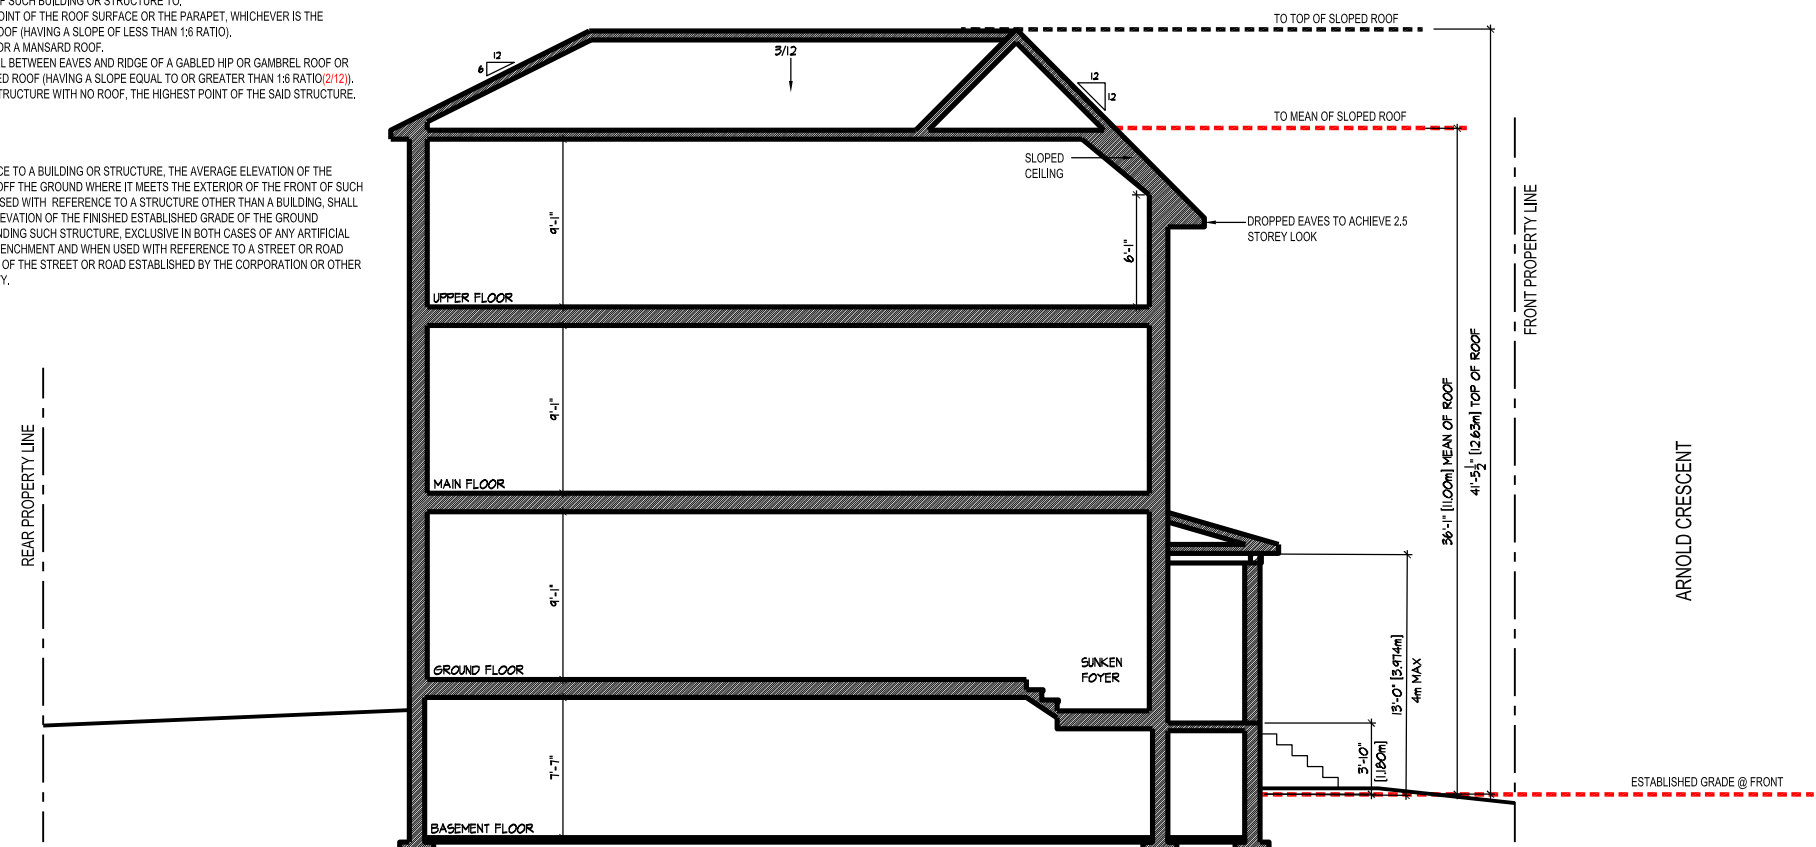 F SUCH BUILDING OR STRUCTURE TO,
OINT OF THE ROOF SURFACE OR THE PARAPET, WHICHEVER IS THE
OOF (HAVING A SLOPE OF LESS THAN 1:6 RATIO).
OR A MANSARD ROOF.
L BETWEEN EAVES AND RIDGE OF A GABLED HIP OR GAMBREL ROOF OR
ED ROOF (HAVING A SLOPE EQUAL TO OR GREATER THAN 1:6 RATIO(2/12)).
TRUCTURE WITH NO ROOF, THE HIGHEST POINT OF THE SAID STRUCTURE.
CE TO A BUILDING OR STRUCTURE, THE AVERAGE ELEVATION OF THE
OFF THE GROUND WHERE IT MEETS THE EXTERIOR OF THE FRONT OF SUCH
SED WITH REFERENCE TO A STRUCTURE OTHER THAN A BUILDING, SHALL
EVATION OF THE FINISHED ESTABLISHED GRADE OF THE GROUND
NDING SUCH STRUCTURE, EXCLUSIVE IN BOTH CASES OF ANY ARTIFICIAL
ENCHMENT AND WHEN USED WITH REFERENCE TO A STREET OR ROAD
OF THE STREET OR ROAD ESTABLISHED BY THE CORPORATION OR OTHER
Y.
12
6
3/12
12
12
TO TOP OF SLOPED ROOF
TO MEAN OF SLOPED ROOF
SLOPED
CEILING
DROPPED EAVES TO ACHIEVE 2.5
STOREY LOOK
9'-1"
6'-1"
UPPER FLOOR
9'-1"
MAIN FLOOR
9'-1"
GROUND FLOOR
SUNKEN
FOYER
7'-7"
BASEMENT FLOOR
REAR PROPERTY LINE
FRONT PROPERTY LINE
36'-1" [11.00m] MEAN OF ROOF
41'-5½" [12.63m] TOP OF ROOF
13'-0" [3.974m]
4m MAX
3'-10"
[1.180m]
ESTABLISHED GRADE @ FRONT
ARNOLD CRESCENT